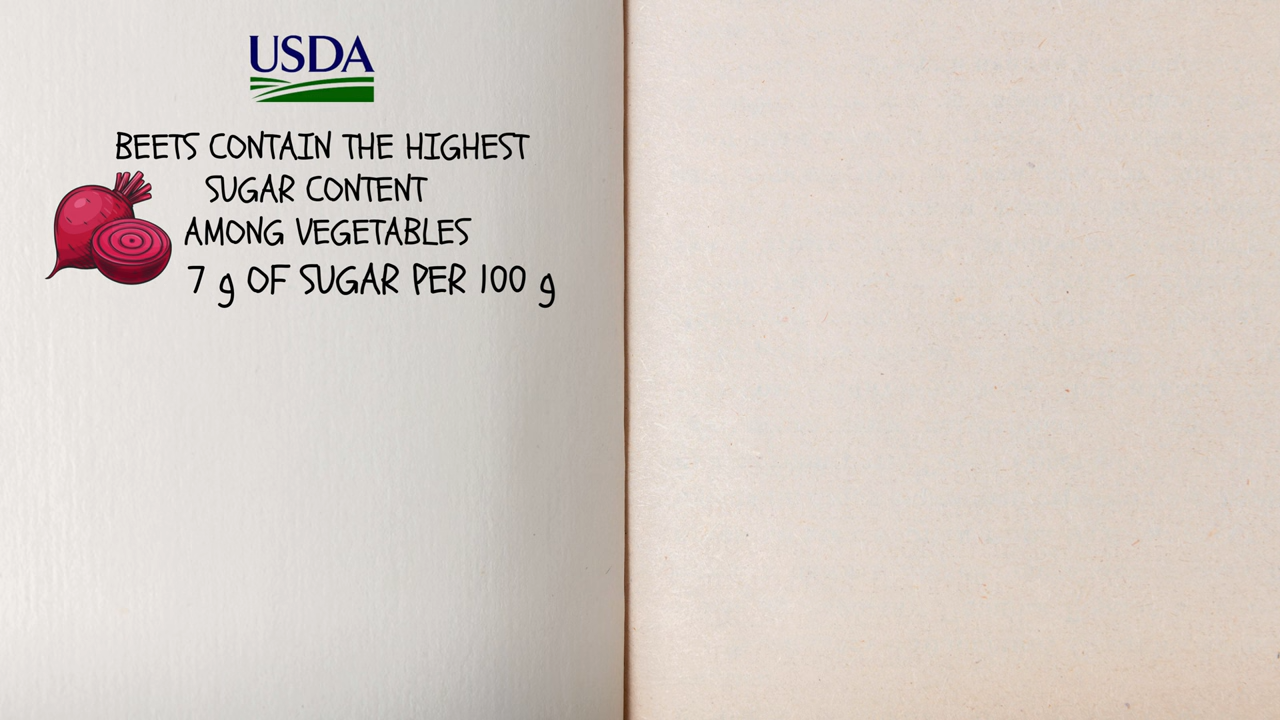 USDA
BEETS CONTAIN THE HIGHEST
SUGAR CONTENT
AMONG VEGETABLES
7 g OF SUGAR PER 100 g